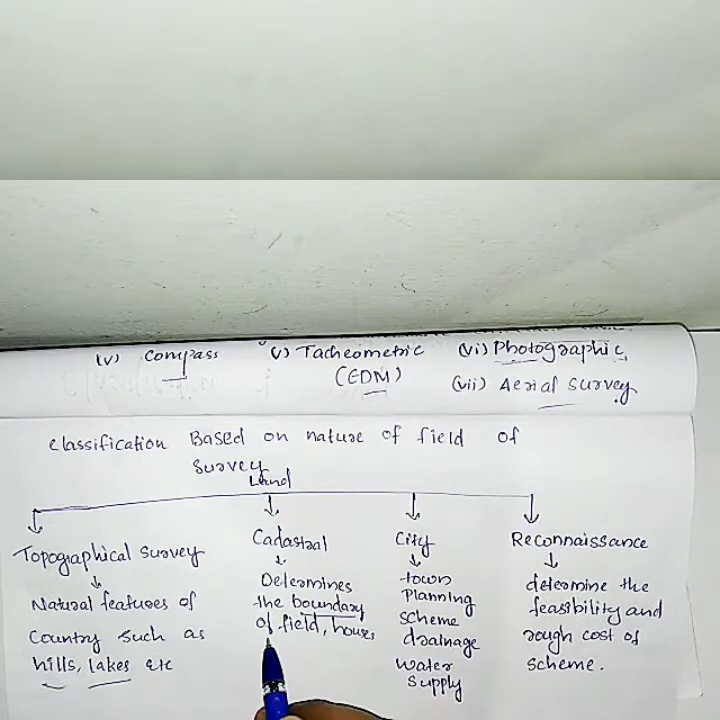 (v) Compass (v) Tacheometric (vi) Photographic
(EDM) (vii) Aerial Survey
Classification Based on nature of field of
Survey
Land
Topographical Survey
Natural features of
Country such as
hills, lakes etc
Cadastral
Determines
the boundary
of field, houses
City
town
Planning
scheme
drainage
Water
Supply
Reconnaissance
determine the
feasibility and
rough cost of
scheme.